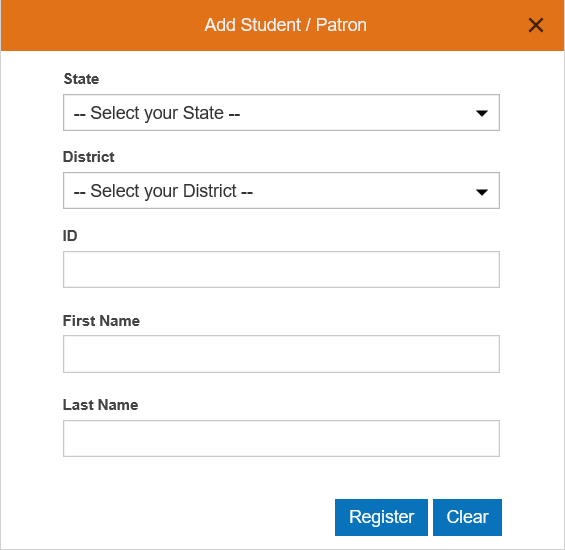 Add Student / Patron
State
-- Select your State --
District
-- Select your District --
ID
First Name
Last Name
Register Clear